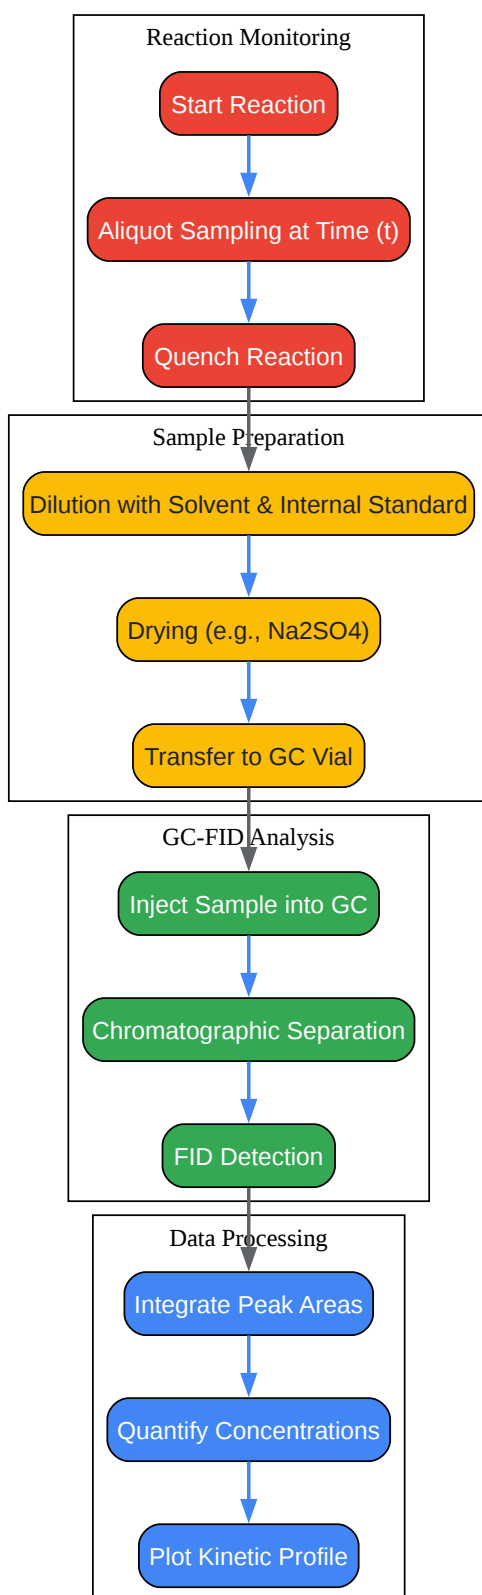 Reaction Monitoring
Start Reaction
Aliquot Sampling at Time (t)
Quench Reaction
Sample Preparation
Dilution with Solvent & Internal Standard
Drying (e.g., Na2SO4)
Transfer to GC Vial
GC-FID Analysis
Inject Sample into GC
Chromatographic Separation
FID Detection
Data Processing
Integrate Peak Areas
Quantify Concentrations
Plot Kinetic Profile